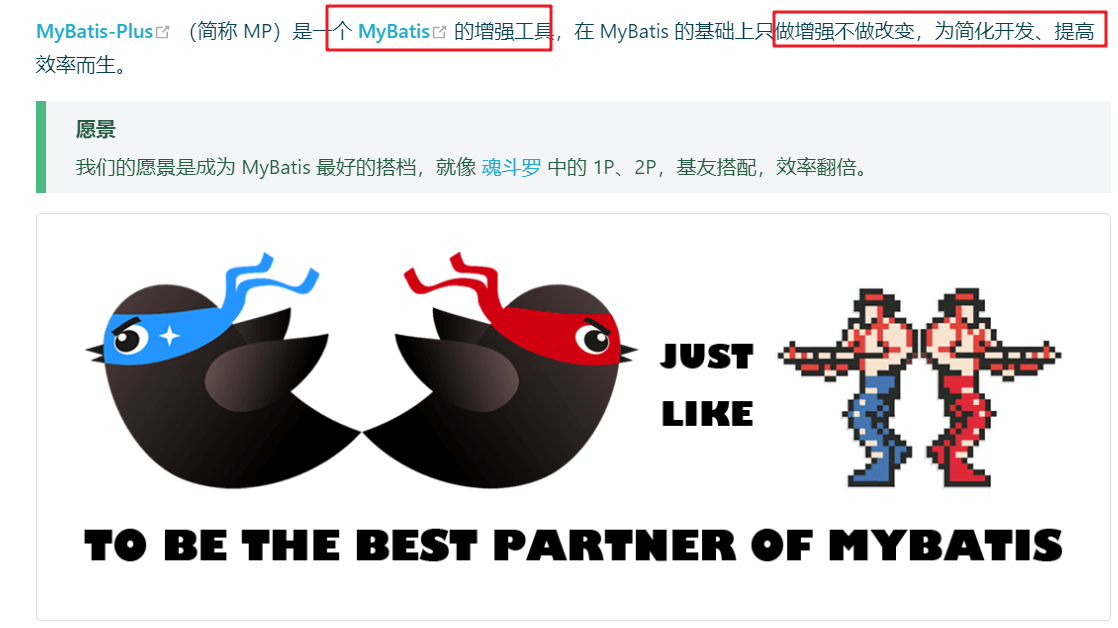 MyBatis-Plus （简称 MP）是一个 MyBatis 的增强工具，在 MyBatis 的基础上只做增强不做改变，为简化开发、提高
效率而生。
愿景
我们的愿景是成为 MyBatis 最好的搭档，就像 魂斗罗 中的 1P、2P，基友搭配，效率翻倍。
JUST
LIKE
TO BE THE BEST PARTNER OF MYBATIS